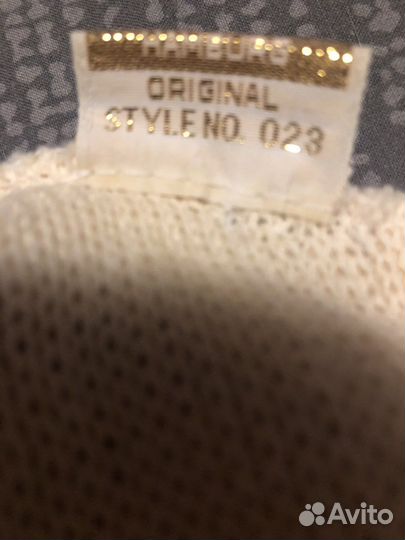 HAMBURG
ORIGINAL
STYLE NO. 023
Avito